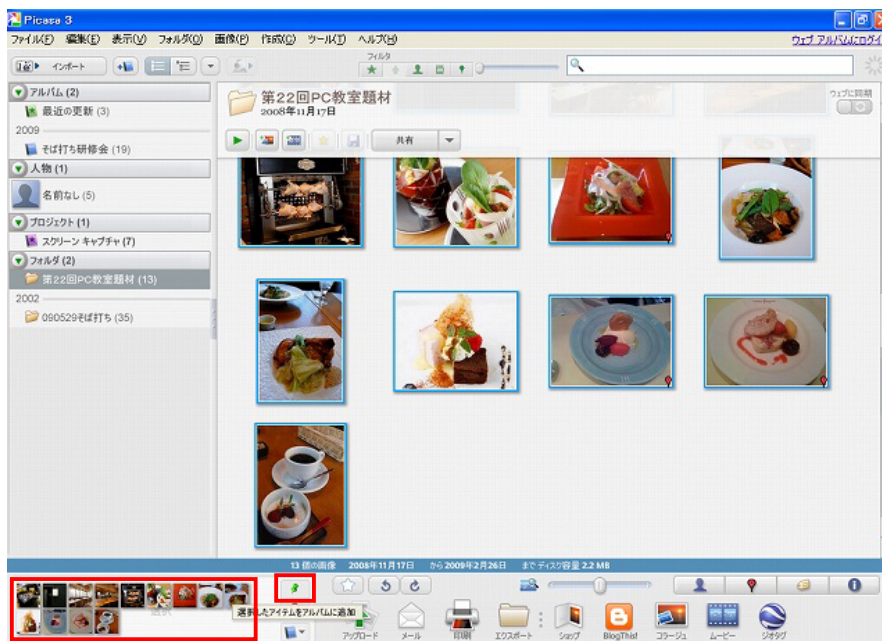 Picasa 3
ファイル(F) 編集(E) 表示(V) フォルダ(O) 画像(P) 作成(C) ツール(T) ヘルプ(H)
ウェブ アルバムにログイ
インポート
フィルタ
アルバム (2)
最近の更新 (3)
2009
そば打ち研修会 (19)
人物 (1)
名前なし (5)
プロジェクト (1)
スクリーン キャプチャ (7)
フォルダ (2)
第22回PC教室題材 (13)
2002
090529そば打ち (35)
第22回PC教室題材
2008年11月17日
ウェブに同期
共有
13 個の画像 2008年11月17日 から 2009年2月26日 まで ディスク容量 2.2 MB
選択
選択したアイテムをアルバムに追加
アップロード メール 印刷 エクスポート ショップ BlogThis! コラージュ ムービー ジオタグ